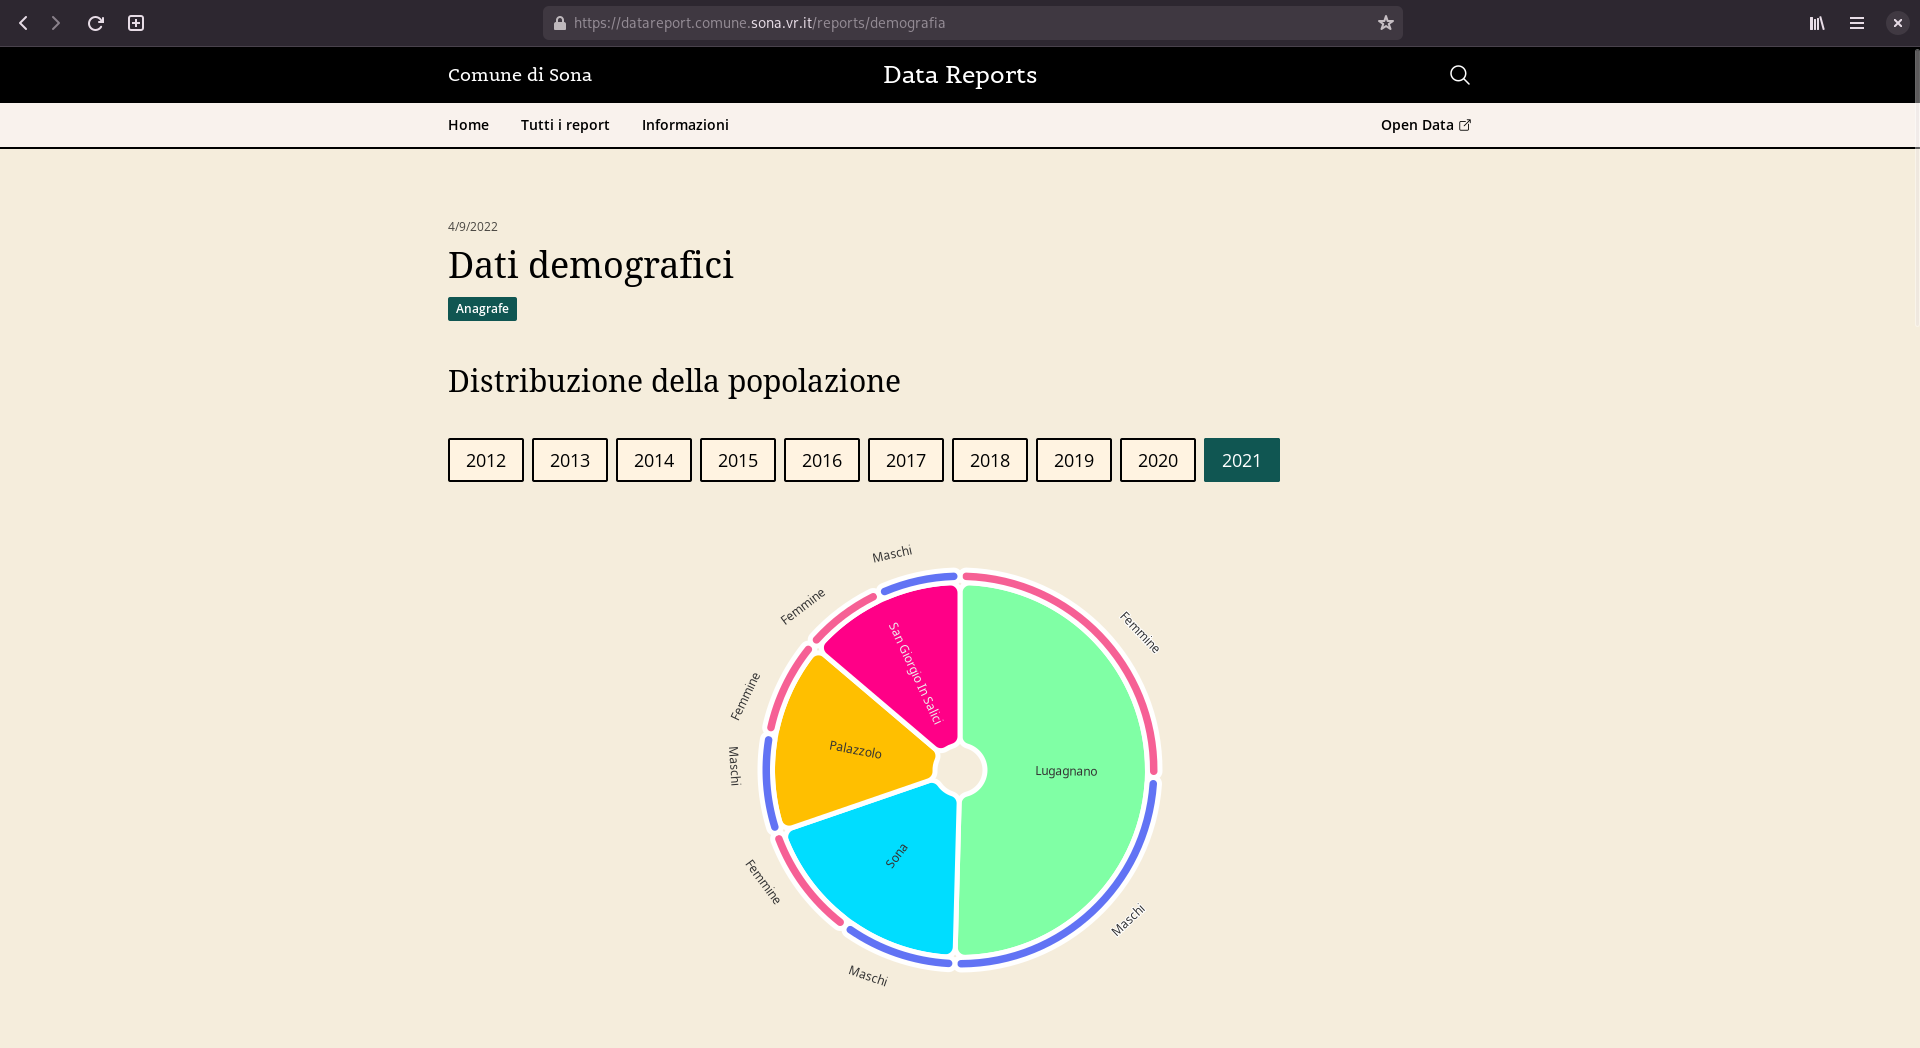 https://datareport.comune.sona.vr.it/reports/demografia
Comune di Sona
Data Reports
Home Tutti i report Informazioni Open Data
4/9/2022
Dati demografici
Anagrafe
Distribuzione della popolazione
2012 2013 2014 2015 2016 2017 2018 2019 2020 2021
Maschi
Femmine
Femmine
San Giorgio In Salici
Femmine
Palazzolo
Maschi
Lugagnano
Sona
Femmine
Maschi
Maschi